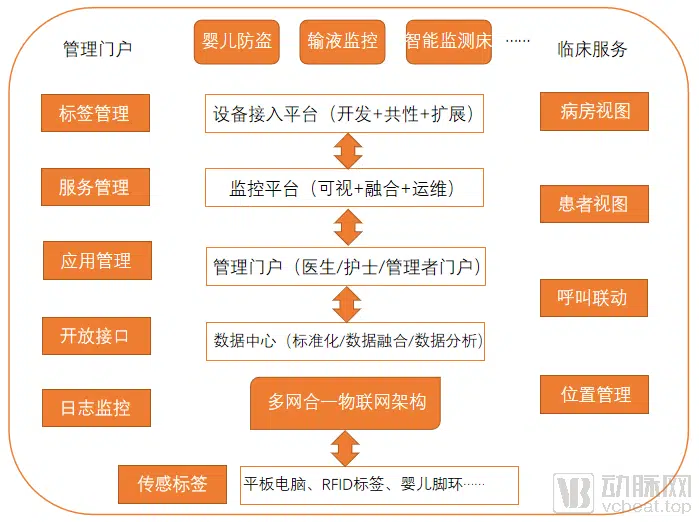 管理门户
婴儿防盗
输液监控
智能监测床
······
临床服务
标签管理
设备接入平台（开发+共性+扩展）
病房视图
服务管理
监控平台（可视+融合+运维）
患者视图
应用管理
管理门户（医生/护士/管理者门户）
呼叫联动
开放接口
数据中心（标准化/数据融合/数据分析）
日志监控
多网合一物联网架构
位置管理
传感标签
平板电脑、RFID标签、婴儿脚环······
动脉网
vcbeat.top